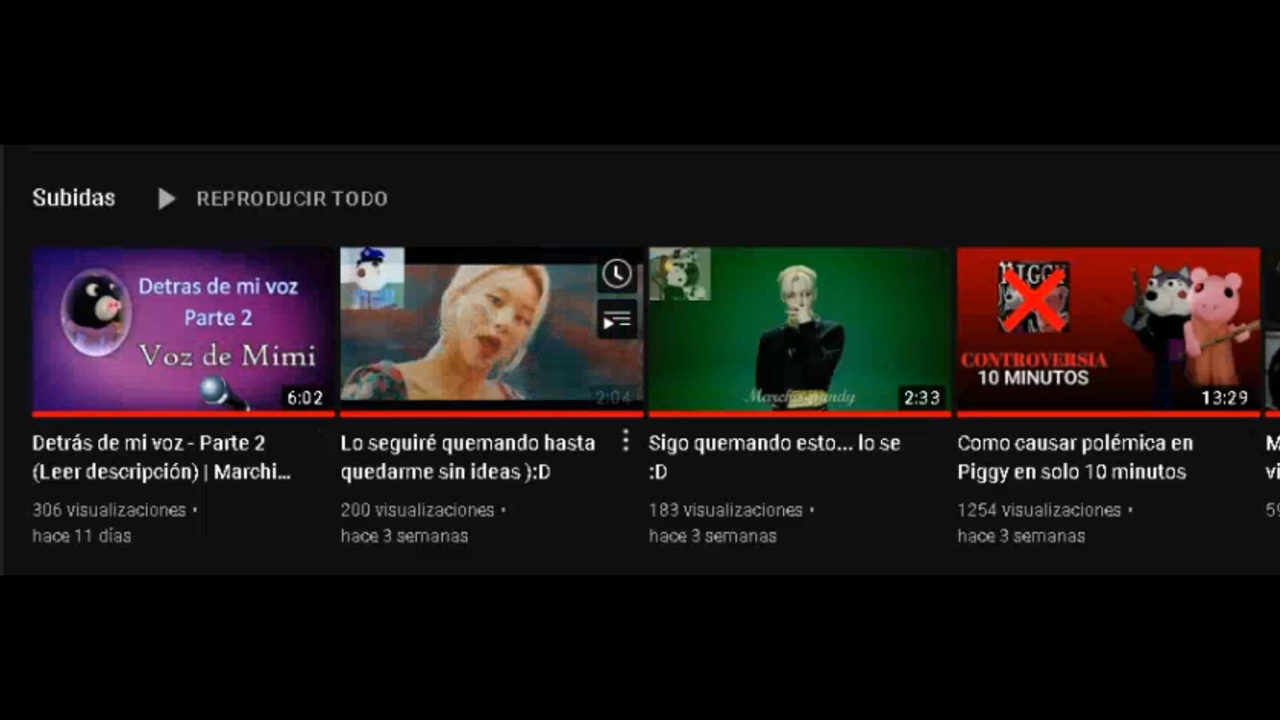 Subidas
REPRODUCIR TODO
Detras de mi voz
Parte 2
Voz de Mimi
6:02
2:04
2:33
PIGGY
CONTROVERSIA
10 MINUTOS
13:29
Detrás de mi voz - Parte 2
(Leer descripción) | Marchi...
306 visualizaciones •
hace 11 días
Lo seguiré quemando hasta
quedarme sin ideas ):D
200 visualizaciones •
hace 3 semanas
Sigo quemando esto... lo se
:D
183 visualizaciones •
hace 3 semanas
Como causar polémica en
Piggy en solo 10 minutos
1254 visualizaciones •
hace 3 semanas
M
vi
59